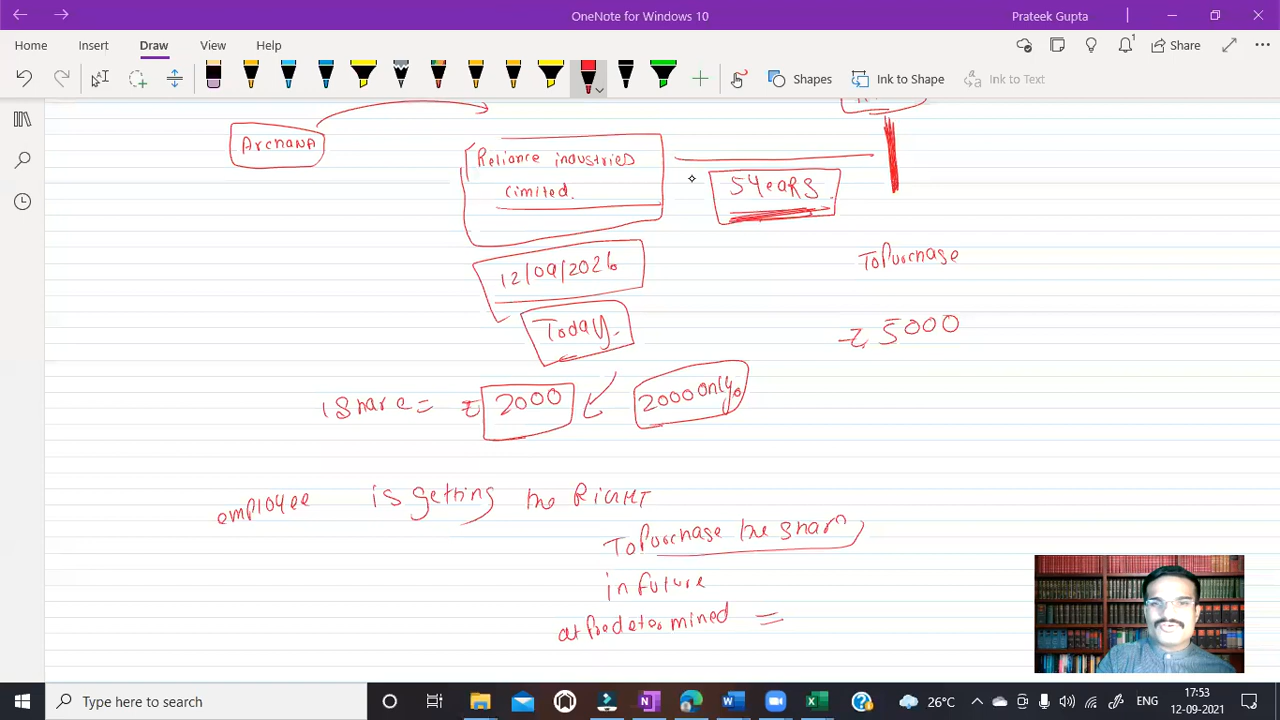 OneNote for Windows 10
Prateek Gupta
Home Insert Draw View Help
Share
Shapes
Ink to Shape
Ink to Text
Archana
Reliance industries
Limited.
5 Years
12/09/2026
To Purchase
Today.
₹ 5000
1 Share = ₹ 2000
2000 only.
employee is getting the RIGHT
To Purchase the share
in future
at Predetermined =
Type here to search
26°C
ENG
17:53
12-09-2021